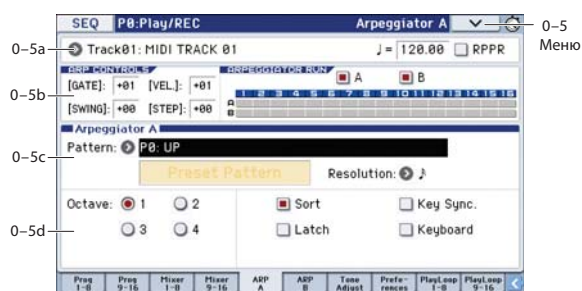 SEQ P0:Play/REC Arpeggiator A
0–5
Меню
0–5a
Track01: MIDI TRACK 01 ♩= 120.00 RPPR
ARP CONTROLS ARPEGGIATOR RUN A B
0–5b
[GATE]: +01 [VEL.]: +01
1 2 3 4 5 6 7 8 9 10 11 12 13 14 15 16
[SWING]: +00 [STEP]: +00
A
B
Arpeggiator A
0–5c
Pattern: P0: UP
Preset Pattern Resolution: ♪
0–5d
Octave: 1 2 Sort Key Sync.
3 4 Latch Keyboard
Prog 1-8 Prog 9-16 Mixer 1-8 Mixer 9-16 ARP A ARP B Tone Adjust Prefe-rences PlayLoop 1-8 PlayLoop 9-16